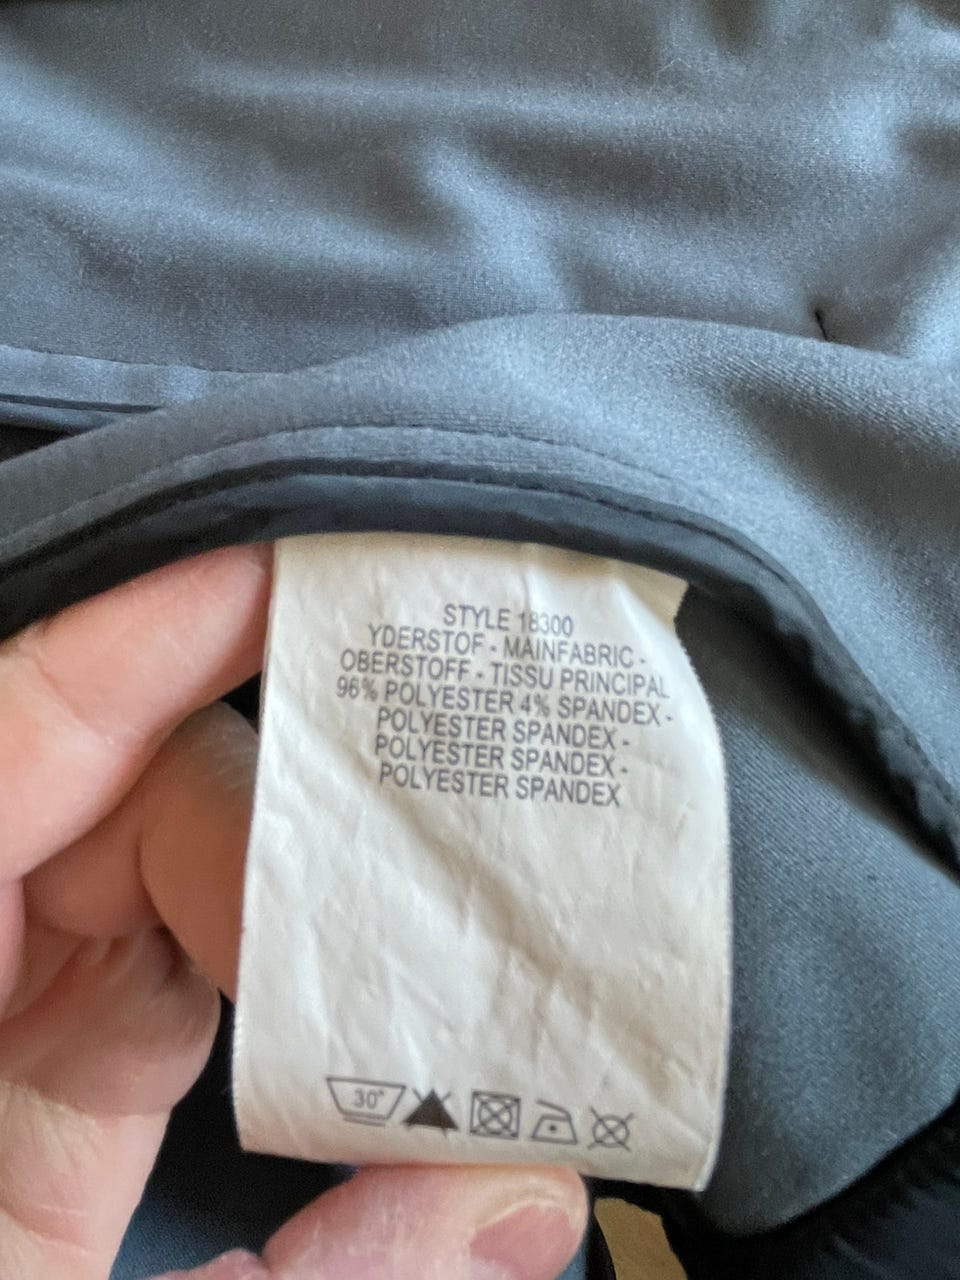 STYLE 18300
YDERSTOF - MAINFABRIC -
OBERSTOFF - TISSU PRINCIPAL
96% POLYESTER 4% SPANDEX -
POLYESTER SPANDEX -
POLYESTER SPANDEX -
POLYESTER SPANDEX
30°